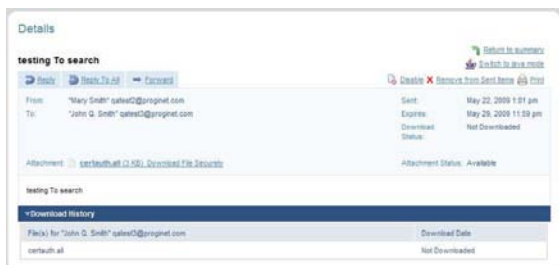 Details
testing To search
Return to summary
Switch to java mode
Reply Reply To All Forward
Disable Remove from Sent Items Print
From: "Mary Smith" qatest2@proginet.com
To: "John Q. Smith" qatest3@proginet.com
Sent: May 22, 2009 1:01 pm
Expires: May 29, 2009 11:59 pm
Download Status: Not Downloaded
Attachment: certauth.all (3 KB) Download File Securely
Attachment Status: Available
testing To search
Download History
File(s) for "John Q. Smith" qatest3@proginet.com Download Date
certauth.all Not Downloaded